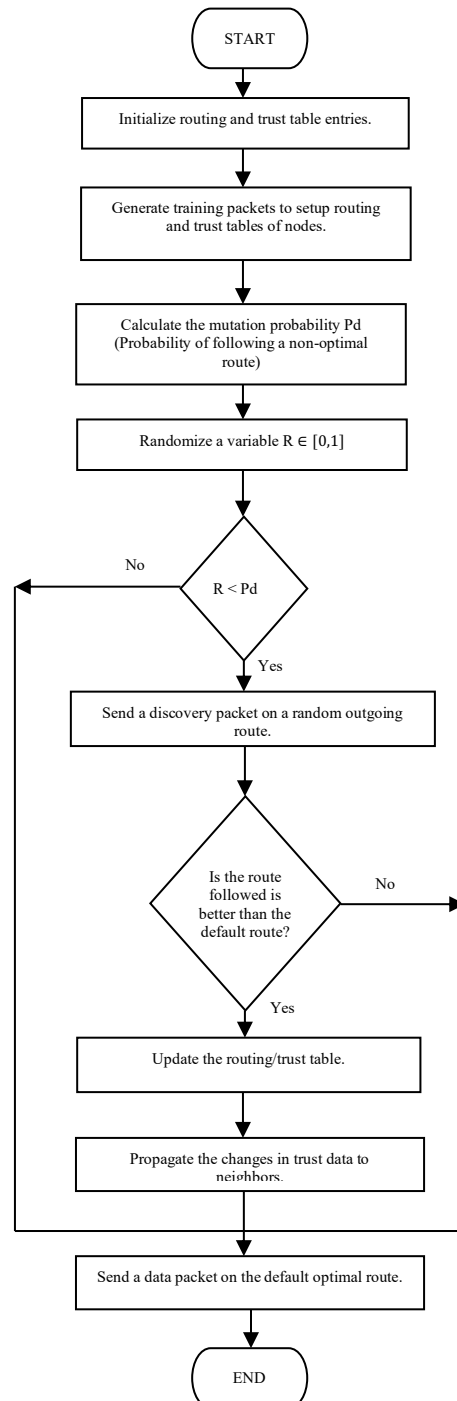 START
Initialize routing and trust table entries.
Generate training packets to setup routing
and trust tables of nodes.
Calculate the mutation probability Pd
(Probability of following a non-optimal
route)
Randomize a variable R ∈ [0,1]
No
R < Pd
Yes
Send a discovery packet on a random outgoing
route.
Is the route
followed is
better than the
default route?
No
Yes
Update the routing/trust table.
Propagate the changes in trust data to
neighbors.
Send a data packet on the default optimal route.
END